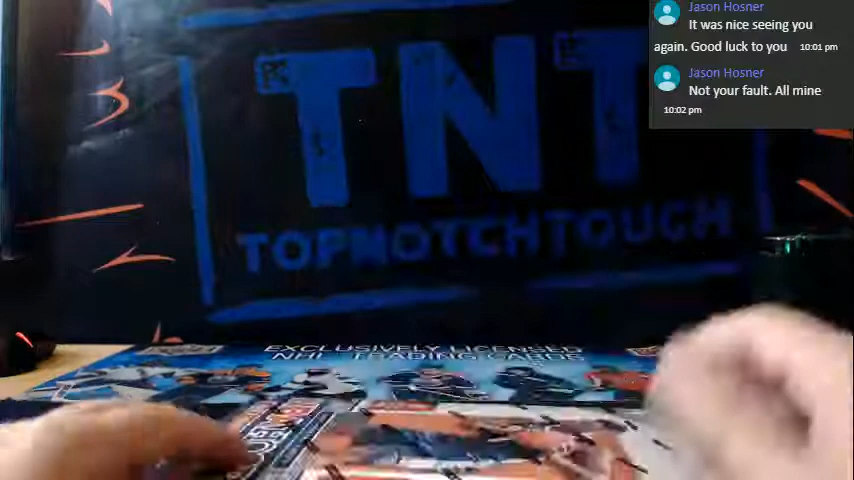 Jason Hosner
It was nice seeing you
again. Good luck to you 10:01 pm
Jason Hosner
Not your fault. All mine
10:02 pm
TNT
TOPNOTCHTOUGH
EXCLUSIVELY LICENSED
NHL TRADING CARDS